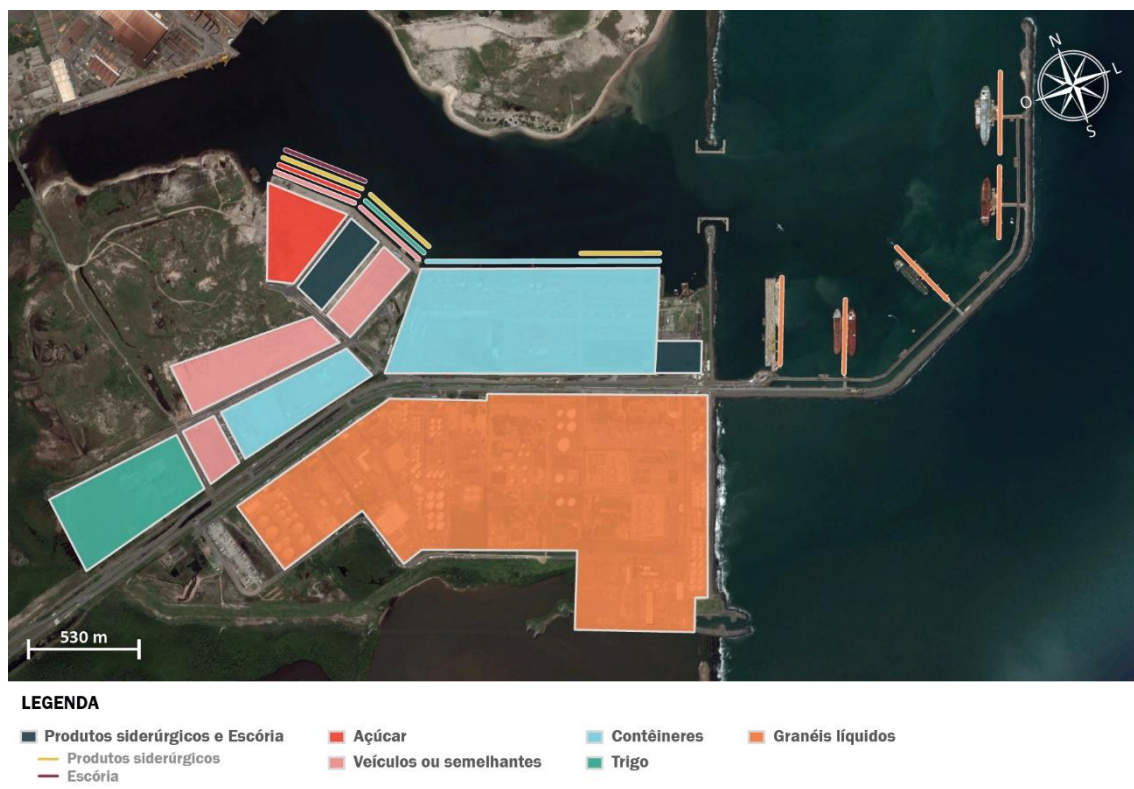 N
L
O
S
530 m
LEGENDA
Produtos siderúrgicos e Escória
Produtos siderúrgicos
Escória
Açúcar
Veículos ou semelhantes
Contêineres
Trigo
Granéis líquidos